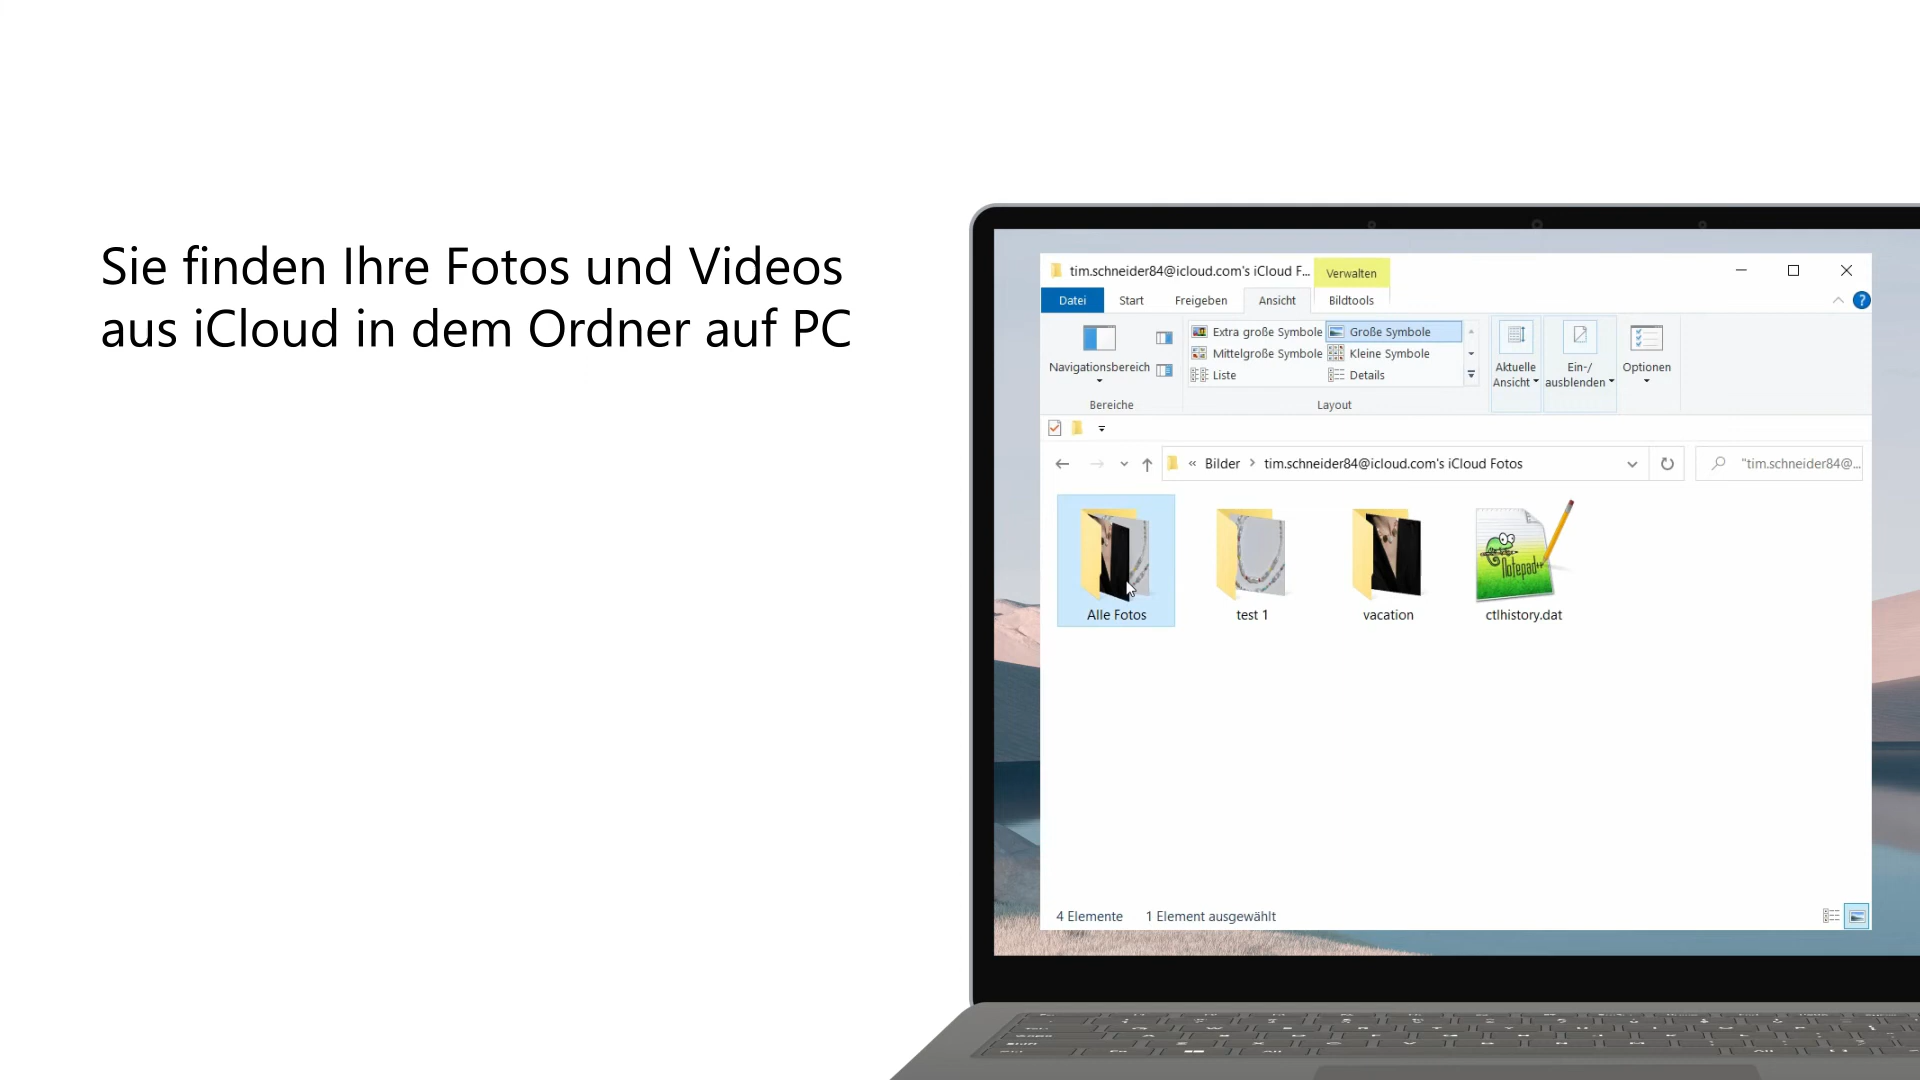 Sie finden Ihre Fotos und Videos
aus iCloud in dem Ordner auf PC
tim.schneider84@icloud.com's iCloud F...
Verwalten
Datei
Start
Freigeben
Ansicht
Bildtools
?
Navigationsbereich
Bereiche
Extra große Symbole
Große Symbole
Mittelgroße Symbole
Kleine Symbole
Liste
Details
Layout
Aktuelle
Ansicht
Ein-/
ausblenden
Optionen
« Bilder > tim.schneider84@icloud.com's iCloud Fotos
"tim.schneider84@...
Notepad++
Alle Fotos
test 1
vacation
ctlhistory.dat
4 Elemente
1 Element ausgewählt